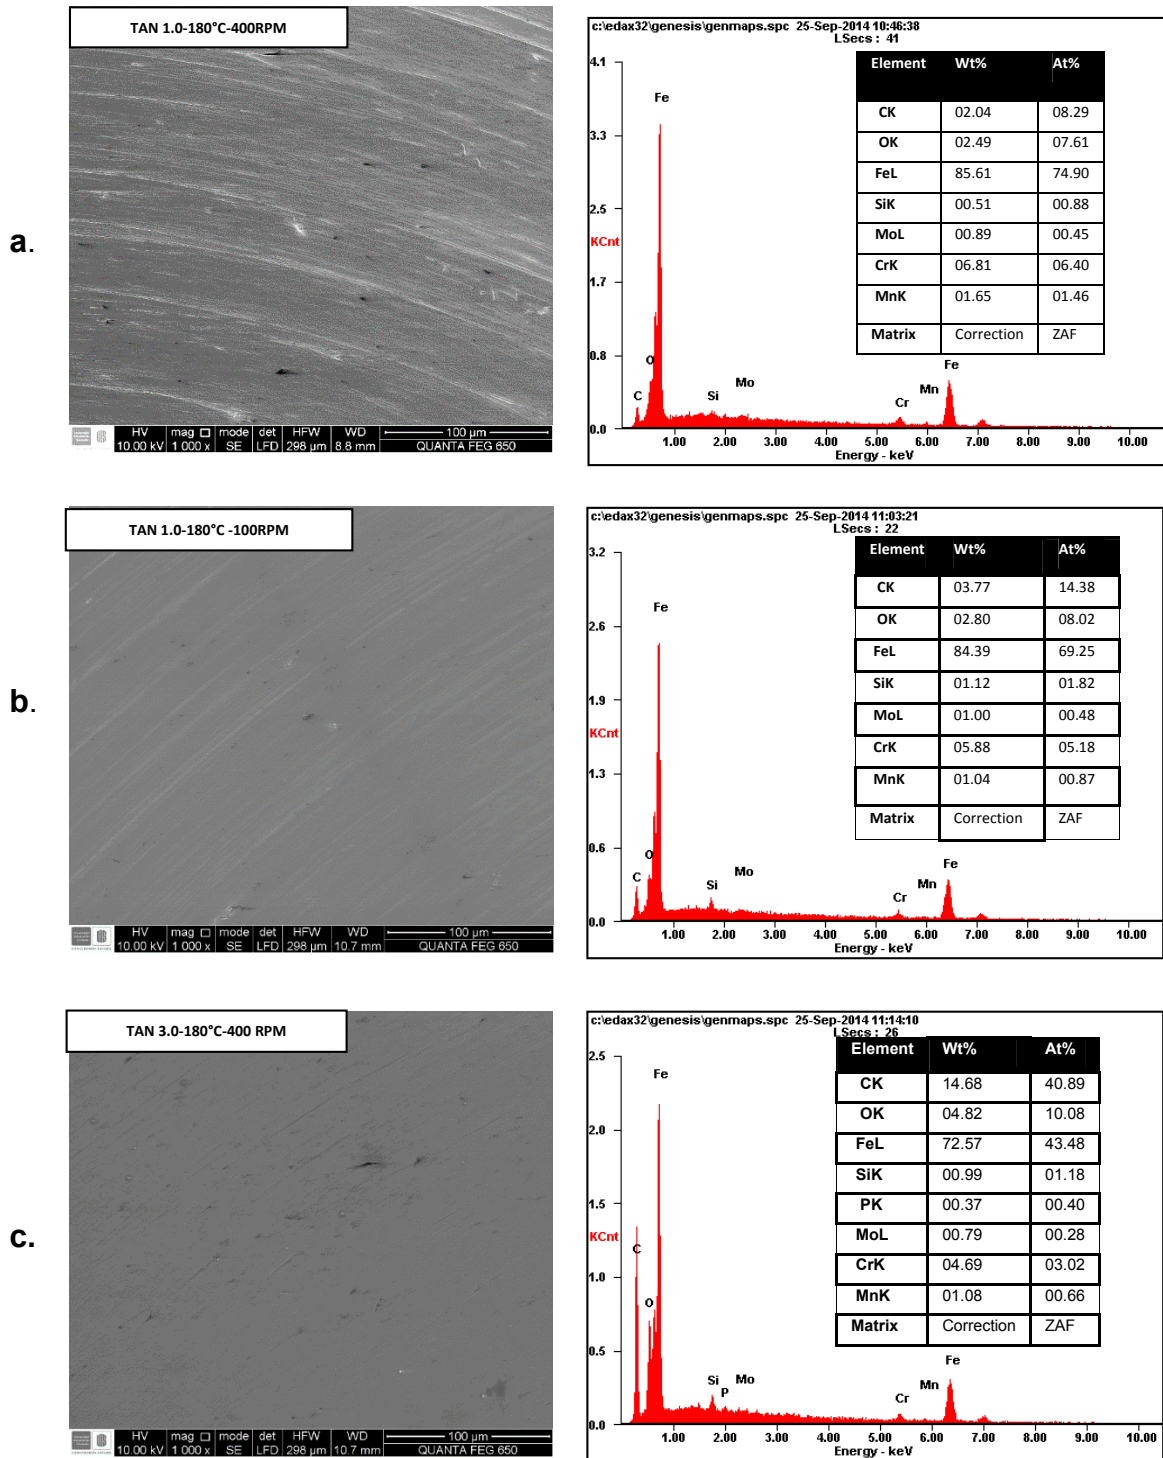 a.
TAN 1.0-180°C-400RPM
HV mag □ mode det HFW WD 100 µm
10.00 kV 1 000 x SE LFD 298 µm 8.8 mm QUANTA FEG 650
c:\edax32\genesis\genmaps.spc 25-Sep-2014 10:46:38
LSecs : 41
4.1
3.3
2.5
KCnt
1.7
0.8
0.0
Fe
O
C
Si
Mo
Cr
Mn
Fe
1.00 2.00 3.00 4.00 5.00 6.00 7.00 8.00 9.00 10.00
Energy - keV
Element Wt% At%
CK 02.04 08.29
OK 02.49 07.61
FeL 85.61 74.90
SiK 00.51 00.88
MoL 00.89 00.45
CrK 06.81 06.40
MnK 01.65 01.46
Matrix Correction ZAF
b.
TAN 1.0-180°C -100RPM
HV mag □ mode det HFW WD 100 µm
10.00 kV 1 000 x SE LFD 298 µm 10.7 mm QUANTA FEG 650
c:\edax32\genesis\genmaps.spc 25-Sep-2014 11:03:21
LSecs : 22
3.2
2.6
1.9
KCnt
1.3
0.6
0.0
Fe
O
C
Si
Mo
Cr
Mn
Fe
1.00 2.00 3.00 4.00 5.00 6.00 7.00 8.00 9.00 10.00
Energy - keV
Element Wt% At%
CK 03.77 14.38
OK 02.80 08.02
FeL 84.39 69.25
SiK 01.12 01.82
MoL 01.00 00.48
CrK 05.88 05.18
MnK 01.04 00.87
Matrix Correction ZAF
c.
TAN 3.0-180°C-400 RPM
HV mag □ mode det HFW WD 100 µm
10.00 kV 1 000 x SE LFD 298 µm 10.7 mm QUANTA FEG 650
c:\edax32\genesis\genmaps.spc 25-Sep-2014 11:14:10
LSecs : 26
2.5
2.0
1.5
KCnt
1.0
0.5
0.0
Fe
C
O
Si
P
Mo
Cr
Mn
Fe
1.00 2.00 3.00 4.00 5.00 6.00 7.00 8.00 9.00 10.00
Energy - keV
Element Wt% At%
CK 14.68 40.89
OK 04.82 10.08
FeL 72.57 43.48
SiK 00.99 01.18
PK 00.37 00.40
MoL 00.79 00.28
CrK 04.69 03.02
MnK 01.08 00.66
Matrix Correction ZAF